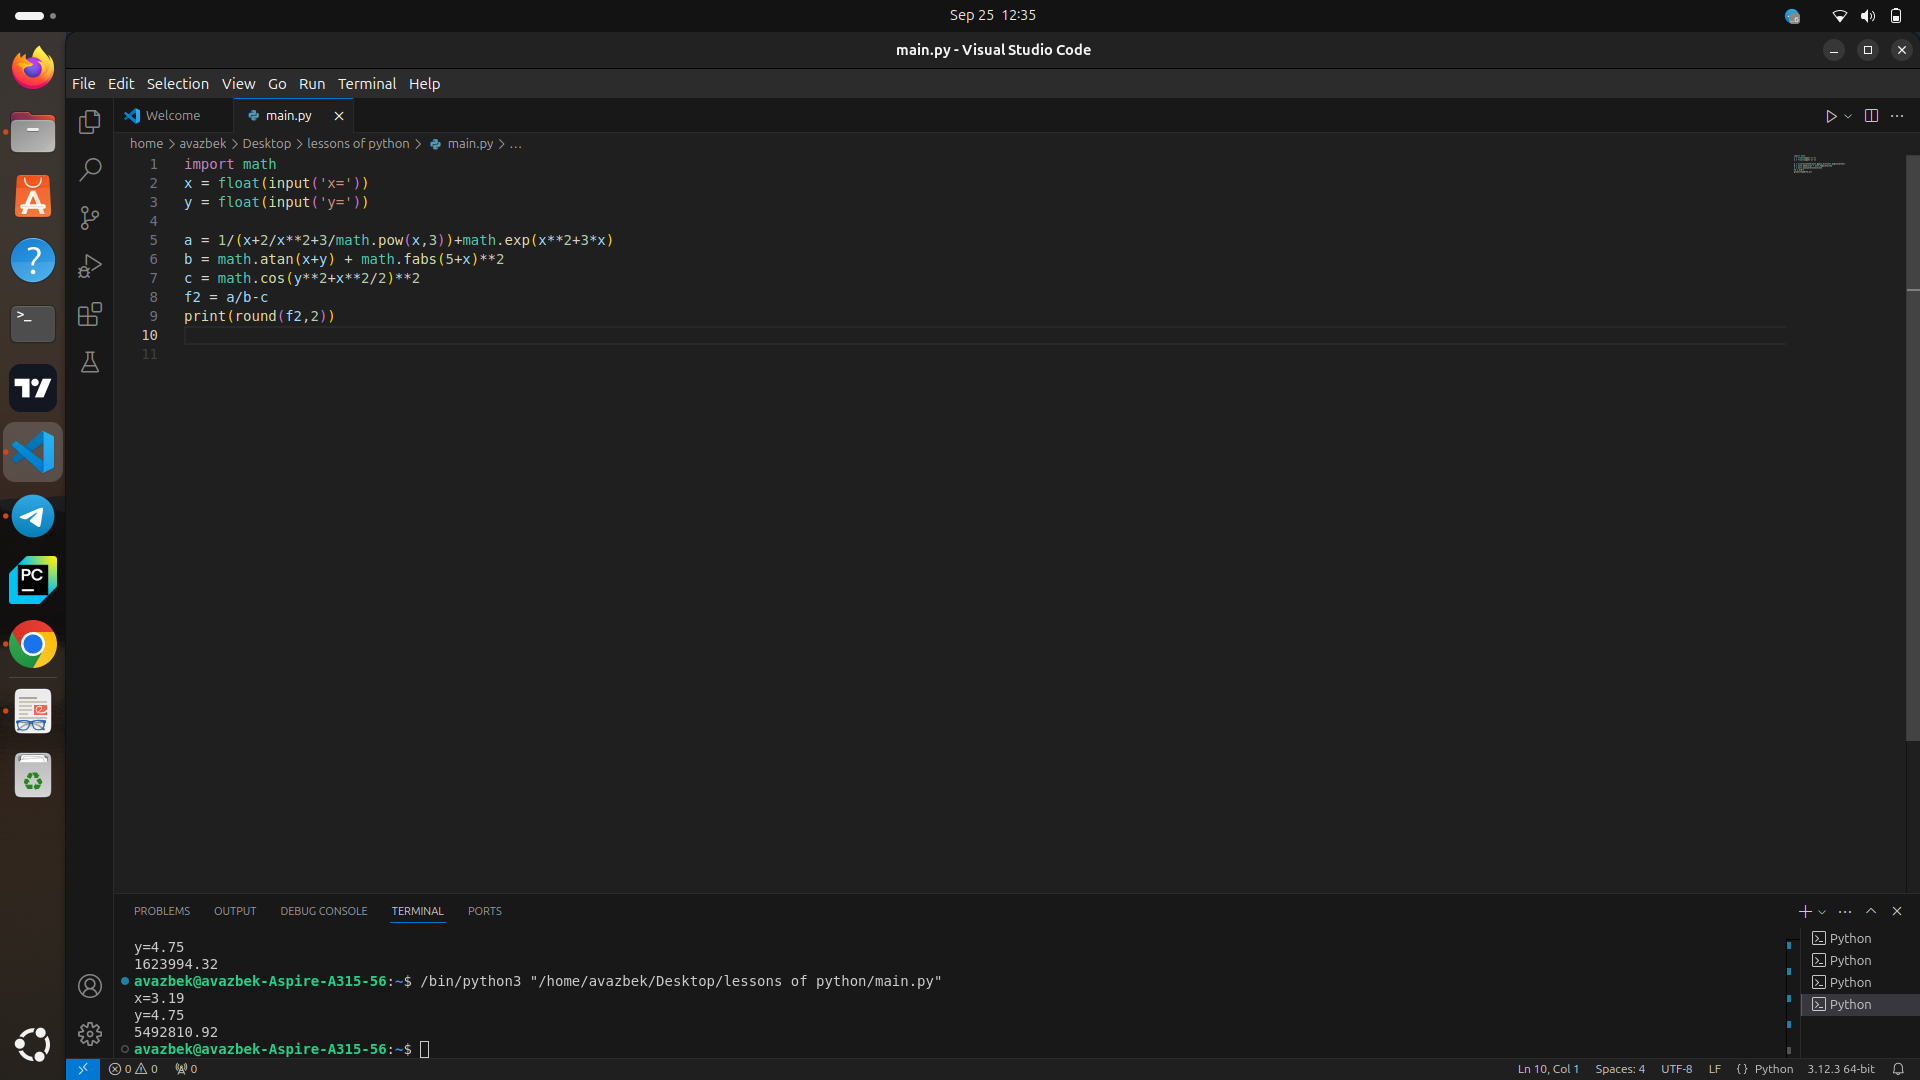 Sep 25 12:35
main.py - Visual Studio Code
File Edit Selection View Go Run Terminal Help
Welcome main.py
home > avazbek > Desktop > lessons of python > main.py > ...
1 import math
2 x = float(input('x='))
3 y = float(input('y='))
4
5 a = 1/(x+2/x**2+3/math.pow(x,3))+math.exp(x**2+3*x)
6 b = math.atan(x+y) + math.fabs(5+x)**2
7 c = math.cos(y**2+x**2/2)**2
8 f2 = a/b-c
9 print(round(f2,2))
10
11
PROBLEMS OUTPUT DEBUG CONSOLE TERMINAL PORTS
y=4.75
1623994.32
avazbek@avazbek-Aspire-A315-56:~$ /bin/python3 "/home/avazbek/Desktop/lessons of python/main.py"
x=3.19
y=4.75
5492810.92
avazbek@avazbek-Aspire-A315-56:~$
Python
Python
Python
Python
0 0 0 Ln 10, Col 1 Spaces: 4 UTF-8 LF {} Python 3.12.3 64-bit
PC